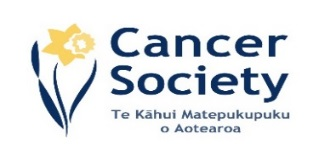 Cancer
Society
Te Kāhui Matepukupuku
o Aotearoa